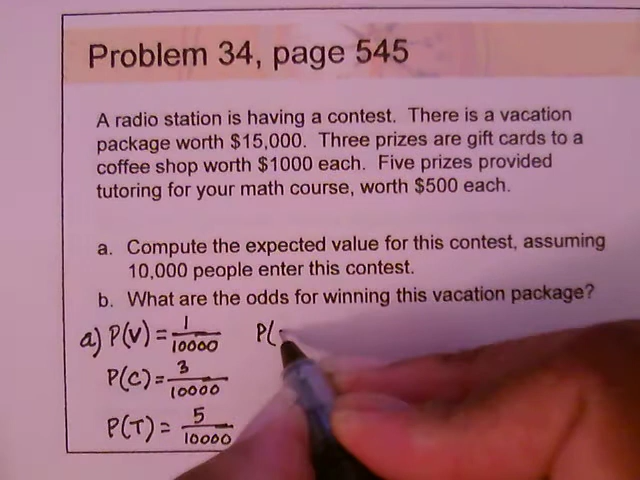 Problem 34, page 545
A radio station is having a contest. There is a vacation
package worth $15,000. Three prizes are gift cards to a
coffee shop worth $1000 each. Five prizes provided
tutoring for your math course, worth $500 each.
a. Compute the expected value for this contest, assuming
10,000 people enter this contest.
b. What are the odds for winning this vacation package?
a) P(V) = 1/10000 P(
P(C) = 3/10000
P(T) = 5/10000